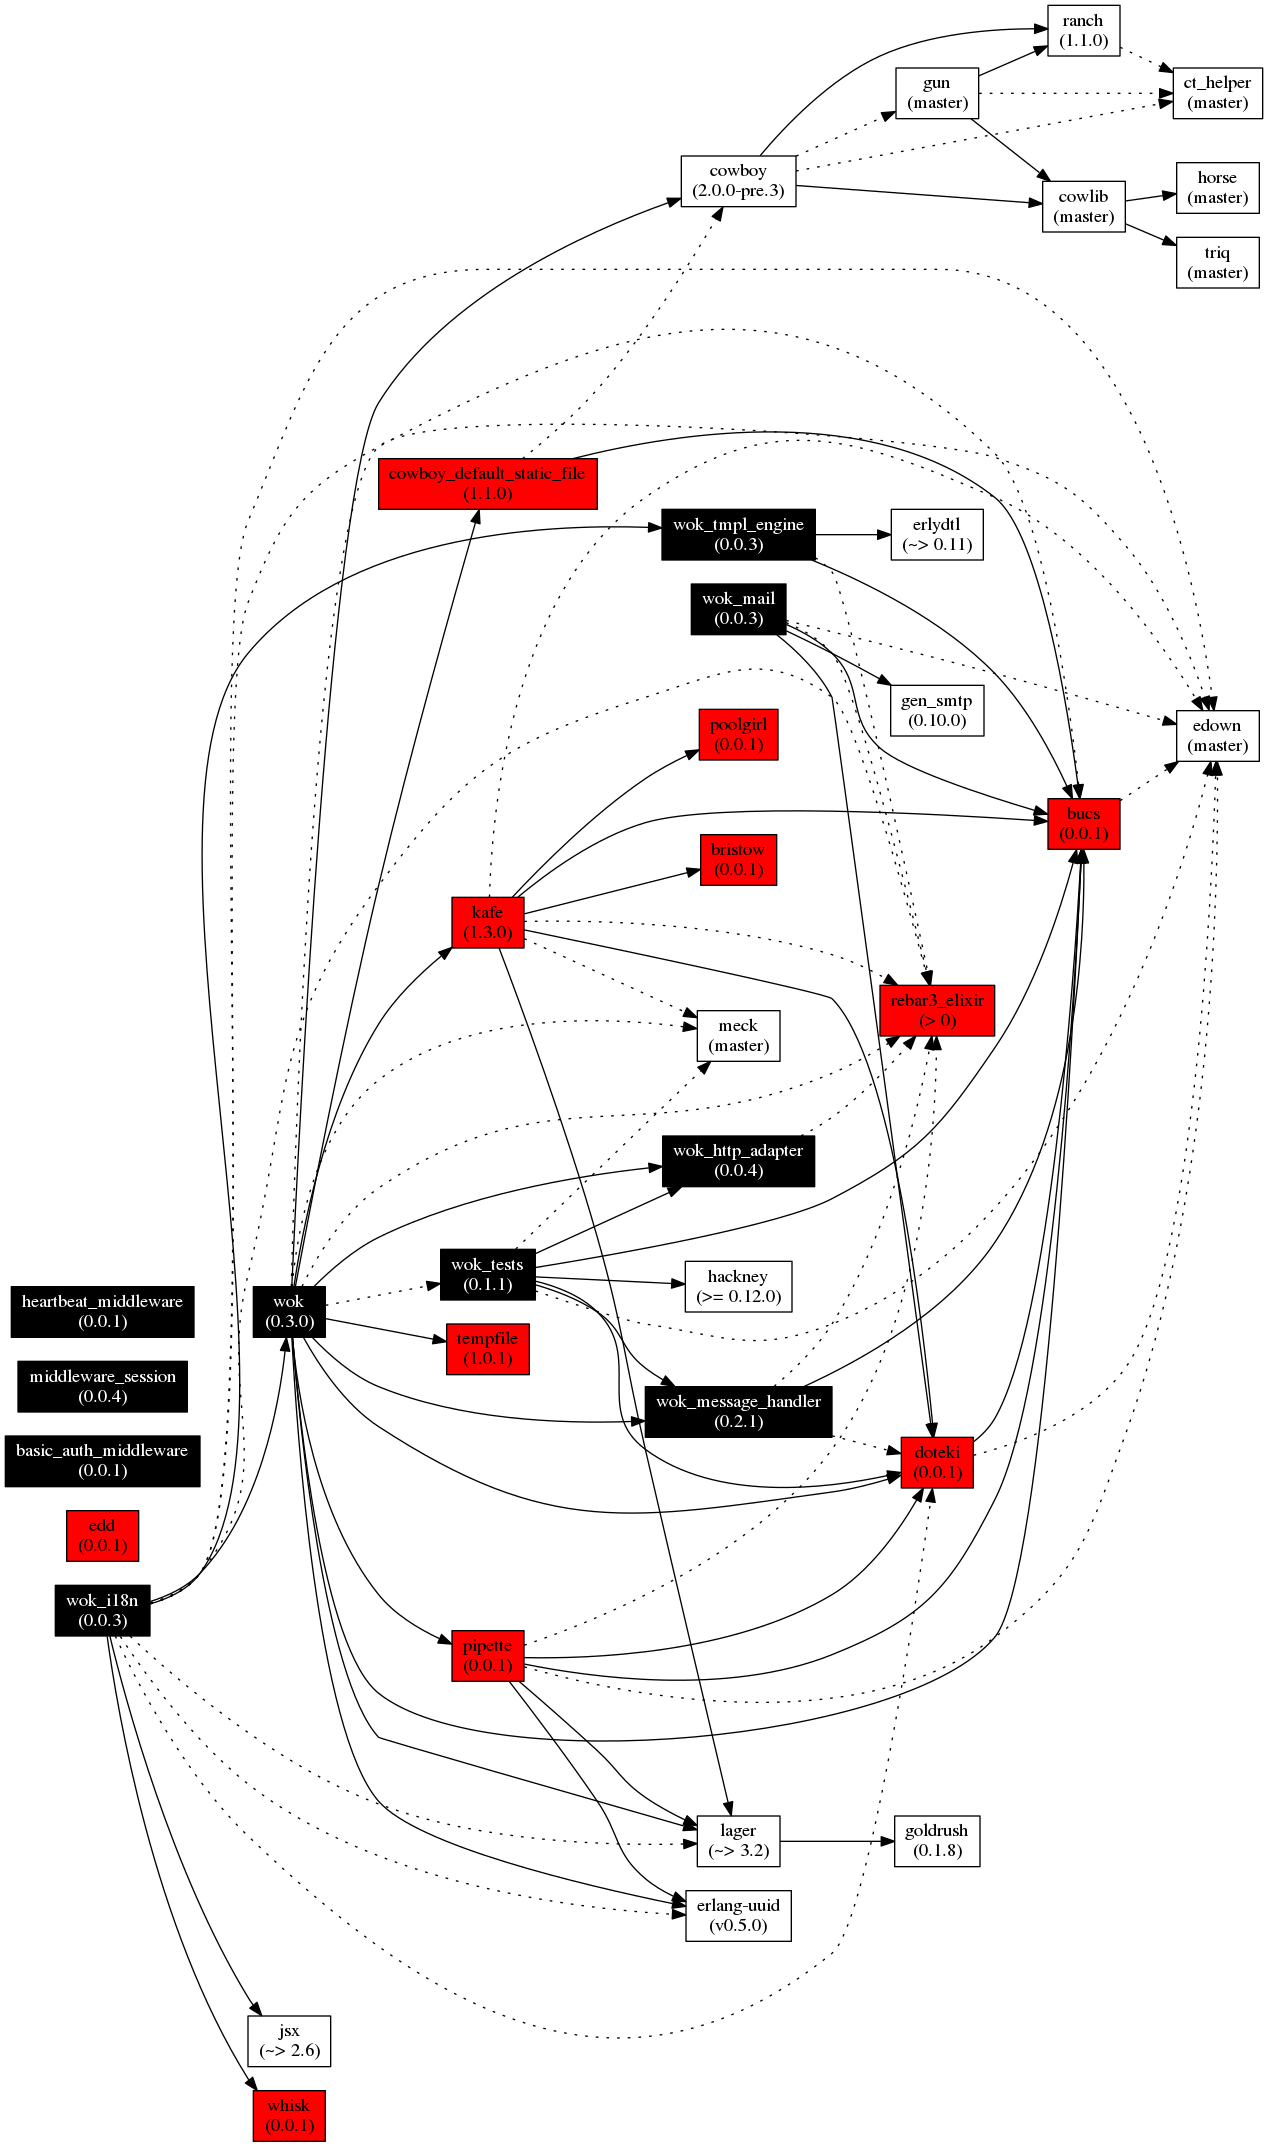 ranch
(1.1.0)
gun
(master)
ct_helper
(master)
cowboy
(2.0.0-pre.3)
cowlib
(master)
horse
(master)
triq
(master)
cowboy_default_static_file
(1.1.0)
wok_tmpl_engine
(0.0.3)
erlydtl
(~> 0.11)
wok_mail
(0.0.3)
gen_smtp
(0.10.0)
poolgirl
(0.0.1)
edown
(master)
bucs
(0.0.1)
bristow
(0.0.1)
kafe
(1.3.0)
rebar3_elixir
(> 0)
meck
(master)
wok_http_adapter
(0.0.4)
wok_tests
(0.1.1)
hackney
(>= 0.12.0)
heartbeat_middleware
(0.0.1)
wok
(0.3.0)
tempfile
(1.0.1)
middleware_session
(0.0.4)
wok_message_handler
(0.2.1)
basic_auth_middleware
(0.0.1)
doteki
(0.0.1)
edd
(0.0.1)
wok_i18n
(0.0.3)
pipette
(0.0.1)
lager
(~> 3.2)
goldrush
(0.1.8)
erlang-uuid
(v0.5.0)
jsx
(~> 2.6)
whisk
(0.0.1)